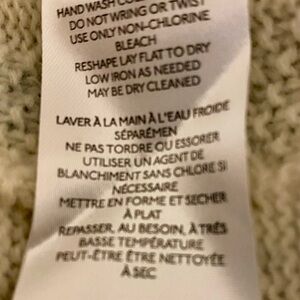 HAND WASH COLD
DO NOT WRING OR TWIST
USE ONLY NON-CHLORINE
BLEACH
RESHAPE LAY FLAT TO DRY
LOW IRON AS NEEDED
MAY BE DRY CLEANED
LAVER À LA MAIN À L'EAU FROIDE
SÉPARÉMEN
NE PAS TORDRE OU ESSORER
UTILISER UN AGENT DE
BLANCHIMENT SANS CHLORE SI
NÉCESSAIRE
METTRE EN FORME ET SÉCHER
À PLAT
REPASSER, AU BESOIN, À TRÈS
BASSE TEMPÉRATURE
PEUT-ÊTRE ÊTRE NETTOYÉE
À SEC